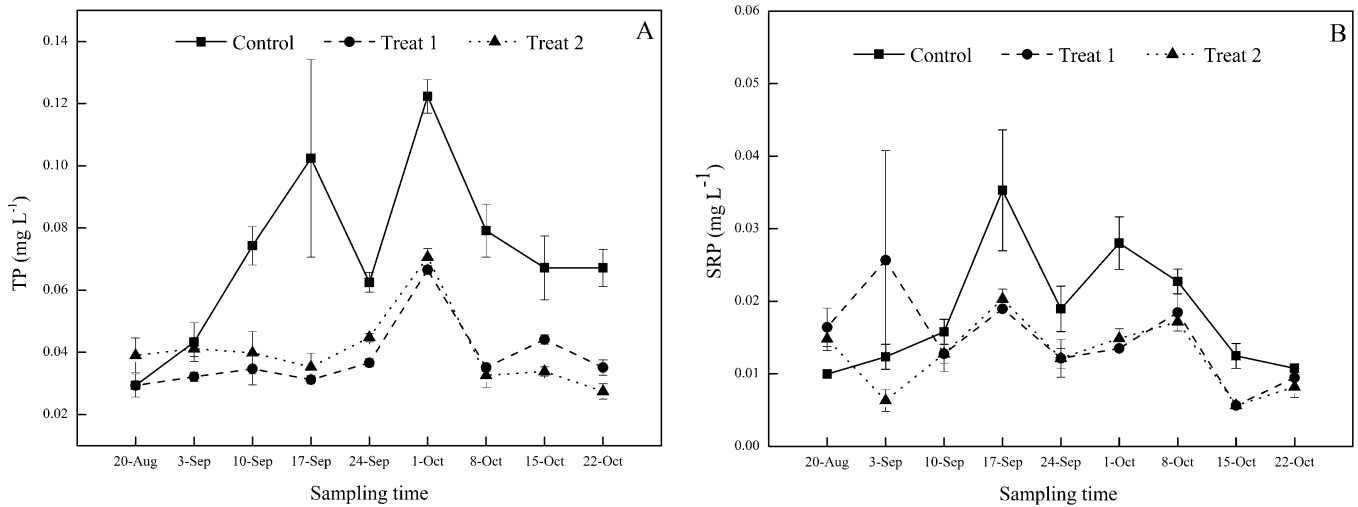 A
Control Treat 1 Treat 2
0.14
0.12
0.10
0.08
0.06
0.04
0.02
TP (mg L⁻¹)
20-Aug 3-Sep 10-Sep 17-Sep 24-Sep 1-Oct 8-Oct 15-Oct 22-Oct
Sampling time
B
Control Treat 1 Treat 2
0.06
0.05
0.04
0.03
0.02
0.01
0.00
SRP (mg L⁻¹)
20-Aug 3-Sep 10-Sep 17-Sep 24-Sep 1-Oct 8-Oct 15-Oct 22-Oct
Sampling time